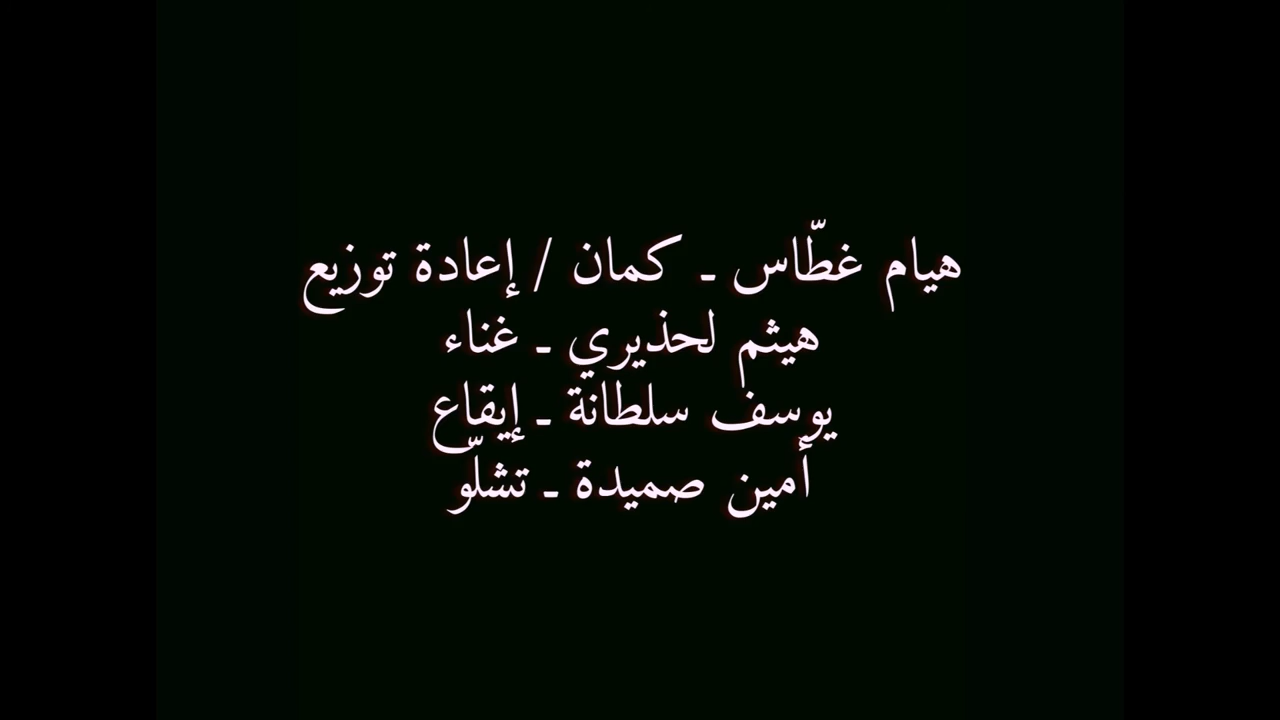 هيام غطّاس - كمان / إعادة توزيع
هيثم لحذيري - غناء
يوسف سلطانة - إيقاع
أمين صميدة - تشلّو